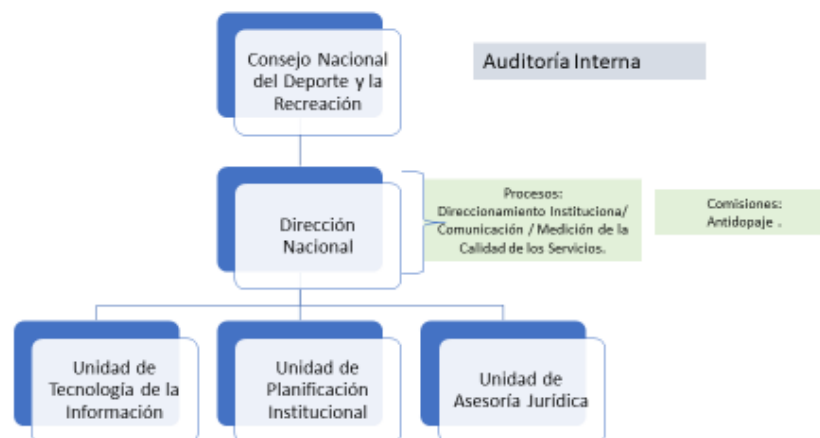 Consejo Nacional
del Deporte y la
Recreación
Auditoría Interna
Dirección
Nacional
Procesos:
Direccionamiento Instituciona/
Comunicación / Medición de la
Calidad de los Servicios.
Comisiones:
Antidopaje .
Unidad de
Tecnología de la
Información
Unidad de
Planificación
Institucional
Unidad de
Asesoría Jurídica